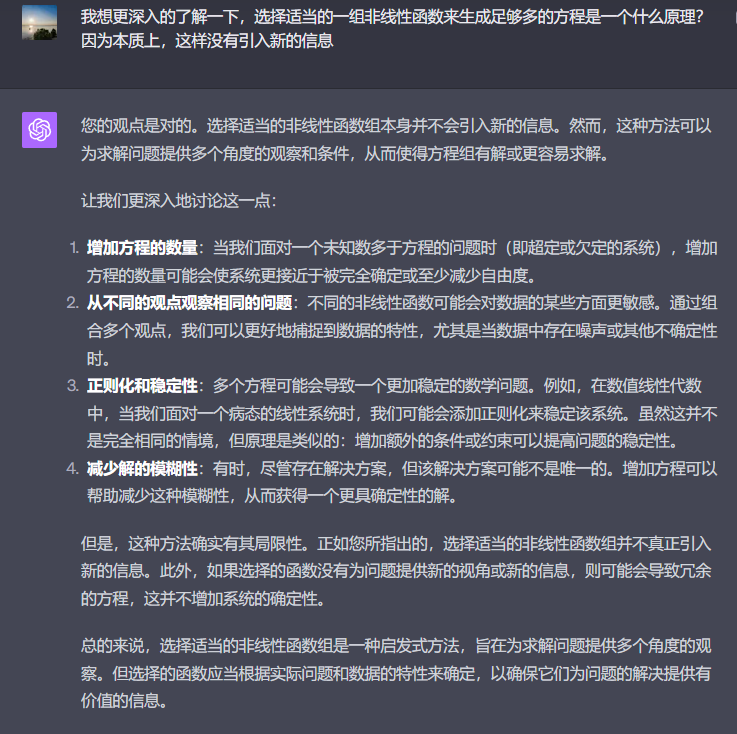 我想更深入的了解一下，选择适当的一组非线性函数来生成足够多的方程是一个什么原理？
因为本质上，这样没有引入新的信息
您的观点是对的。选择适当的非线性函数组本身并不会引入新的信息。然而，这种方法可以
为求解问题提供多个角度的观察和条件，从而使得方程组有解或更容易求解。
让我们更深入地讨论这一点：
1. 增加方程的数量：当我们面对一个未知数多于方程的问题时（即超定或欠定的系统），增加
方程的数量可能会使系统更接近于被完全确定或至少减少自由度。
2. 从不同的观点观察相同的问题：不同的非线性函数可能会对数据的某些方面更敏感。通过组
合多个观点，我们可以更好地捕捉到数据的特性，尤其是当数据中存在噪声或其他不确定性
时。
3. 正则化和稳定性：多个方程可能会导致一个更加稳定的数学问题。例如，在数值线性代数
中，当我们面对一个病态的线性系统时，我们可能会添加正则化来稳定该系统。虽然这并不
是完全相同的情境，但原理是类似的：增加额外的条件或约束可以提高问题的稳定性。
4. 减少解的模糊性：有时，尽管存在解决方案，但该解决方案可能不是唯一的。增加方程可以
帮助减少这种模糊性，从而获得一个更具确定性的解。
但是，这种方法确实有其局限性。正如您所指出的，选择适当的非线性函数组并不真正引入
新的信息。此外，如果选择的函数没有为问题提供新的视角或新的信息，则可能会导致冗余
的方程，这并不增加系统的确定性。
总的来说，选择适当的非线性函数组是一种启发式方法，旨在为求解问题提供多个角度的观
察。但选择的函数应当根据实际问题和数据的特性来确定，以确保它们为问题的解决提供有
价值的信息。